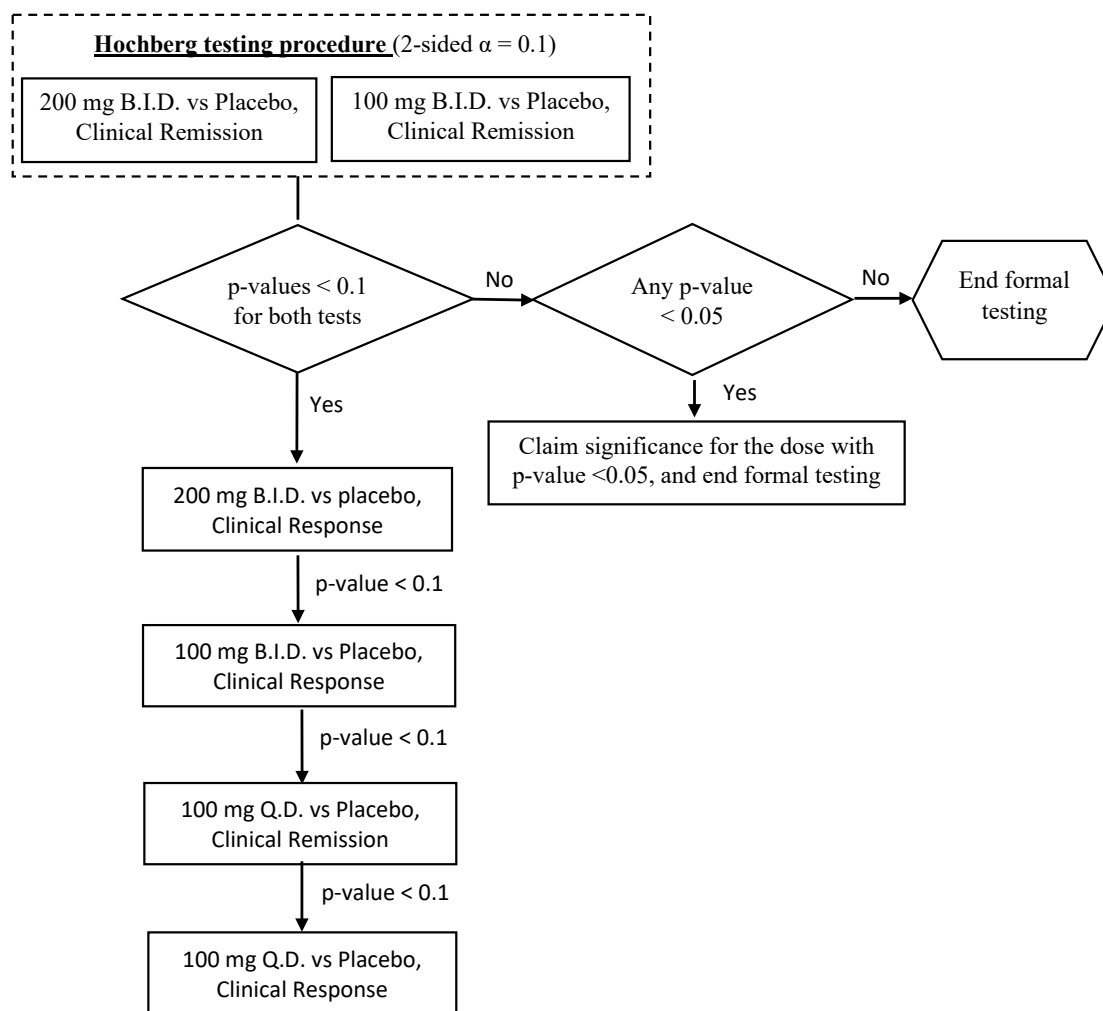 Hochberg testing procedure (2-sided α = 0.1)
200 mg B.I.D. vs Placebo,
Clinical Remission
100 mg B.I.D. vs Placebo,
Clinical Remission
p-values < 0.1
for both tests
No
Any p-value
< 0.05
No
End formal
testing
Yes
Yes
Claim significance for the dose with
p-value <0.05, and end formal testing
200 mg B.I.D. vs placebo,
Clinical Response
p-value < 0.1
100 mg B.I.D. vs Placebo,
Clinical Response
p-value < 0.1
100 mg Q.D. vs Placebo,
Clinical Remission
p-value < 0.1
100 mg Q.D. vs Placebo,
Clinical Response